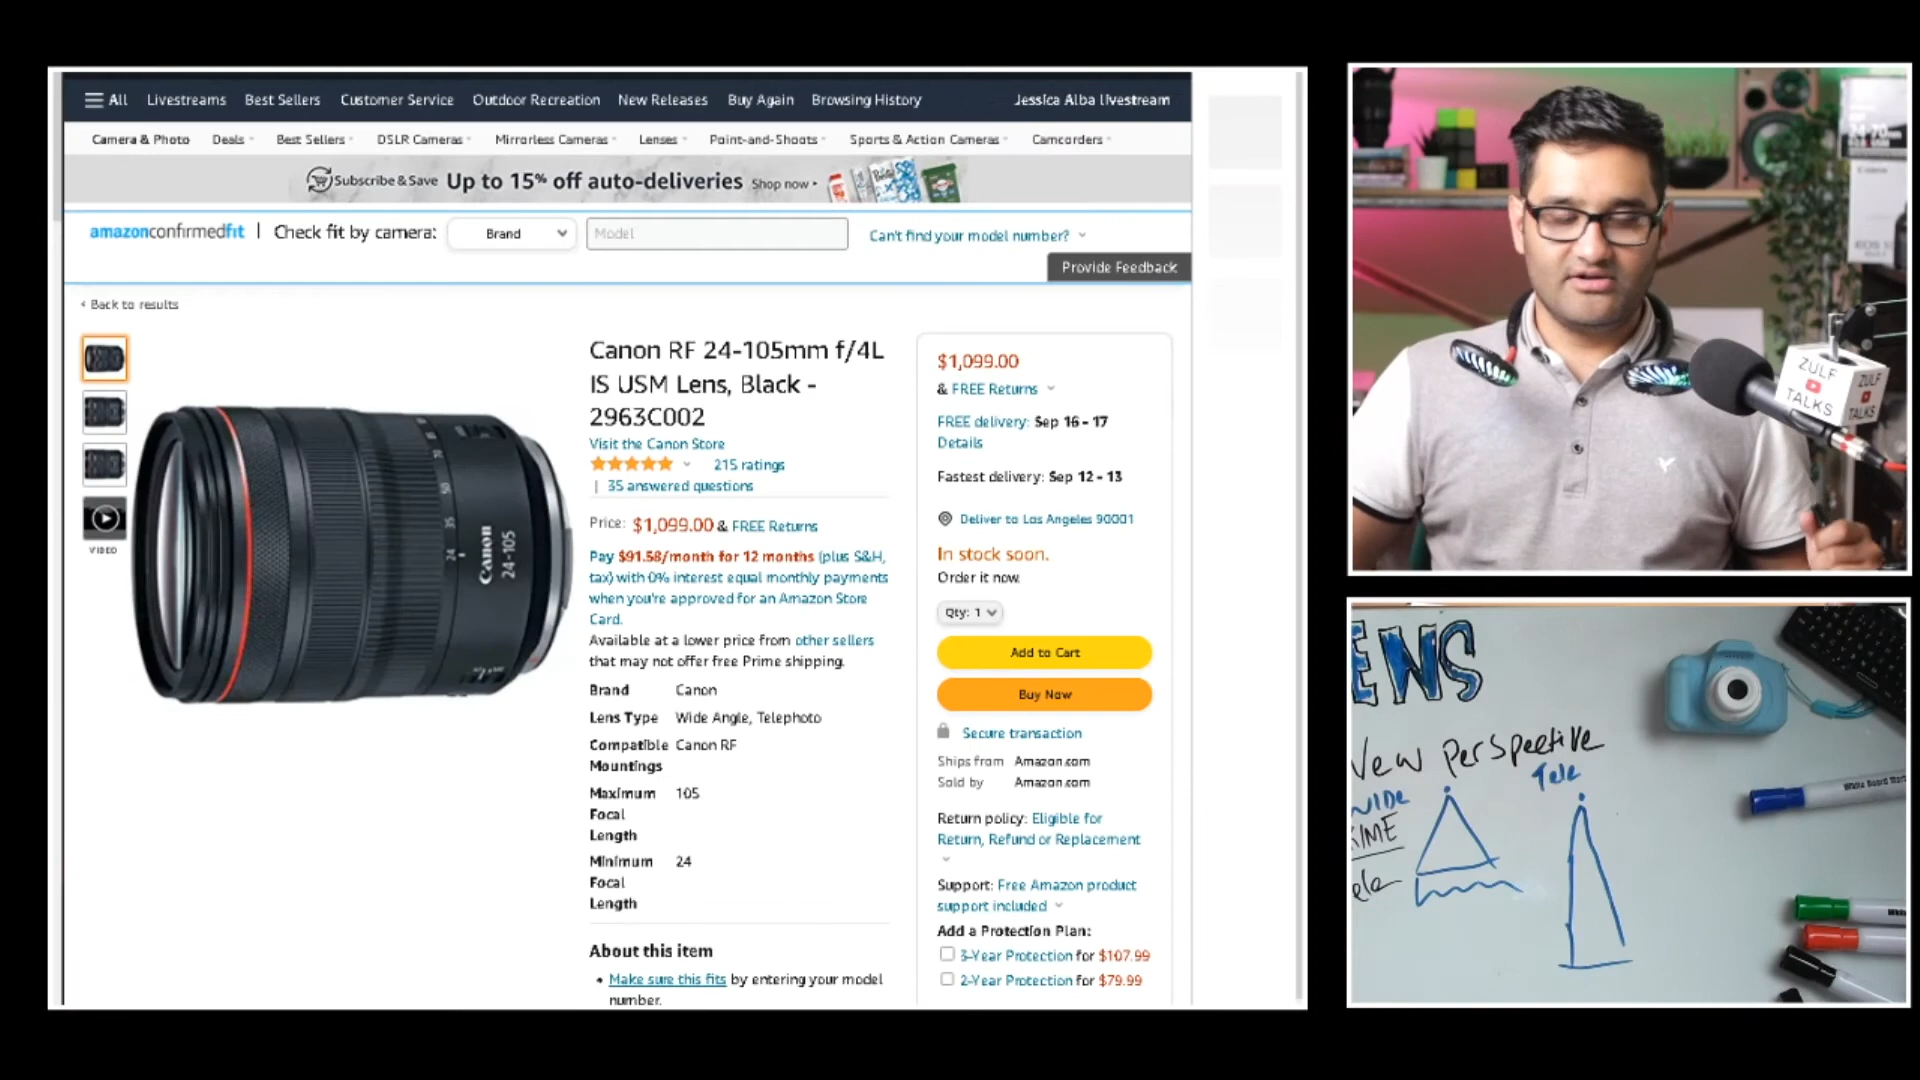 All Livestreams Best Sellers Customer Service Outdoor Recreation New Releases Buy Again Browsing History Jessica Alba livestream
Camera & Photo Deals Best Sellers DSLR Cameras Mirrorless Cameras Lenses Point-and-Shoots Sports & Action Cameras Camcorders
Subscribe & Save Up to 15% off auto-deliveries Shop now
amazonconfirmedfit | Check fit by camera: Brand Model Can't find your model number?
Provide Feedback
‹ Back to results
VIDEO
Canon
24-105
24 35 50 70
Canon RF 24-105mm f/4L
IS USM Lens, Black -
2963C002
Visit the Canon Store
215 ratings
| 35 answered questions
Price: $1,099.00 & FREE Returns
Pay $91.58/month for 12 months (plus S&H,
tax) with 0% interest equal monthly payments
when you're approved for an Amazon Store
Card.
Available at a lower price from other sellers
that may not offer free Prime shipping.
Brand Canon
Lens Type Wide Angle, Telephoto
Compatible Canon RF
Mountings
Maximum 105
Focal
Length
Minimum 24
Focal
Length
About this item
• Make sure this fits by entering your model
number.
$1,099.00
& FREE Returns
FREE delivery: Sep 16 - 17
Details
Fastest delivery: Sep 12 - 13
Deliver to Los Angeles 90001
In stock soon.
Order it now.
Qty: 1
Add to Cart
Buy Now
Secure transaction
Ships from Amazon.com
Sold by Amazon.com
Return policy: Eligible for
Return, Refund or Replacement
Support: Free Amazon product
support included
Add a Protection Plan:
3-Year Protection for $107.99
2-Year Protection for $79.99
24-70mm
Canon
ZULF
TALKS
ZULF
TALKS
ENS
View Perspective
WIDE Tele
White Board Mar